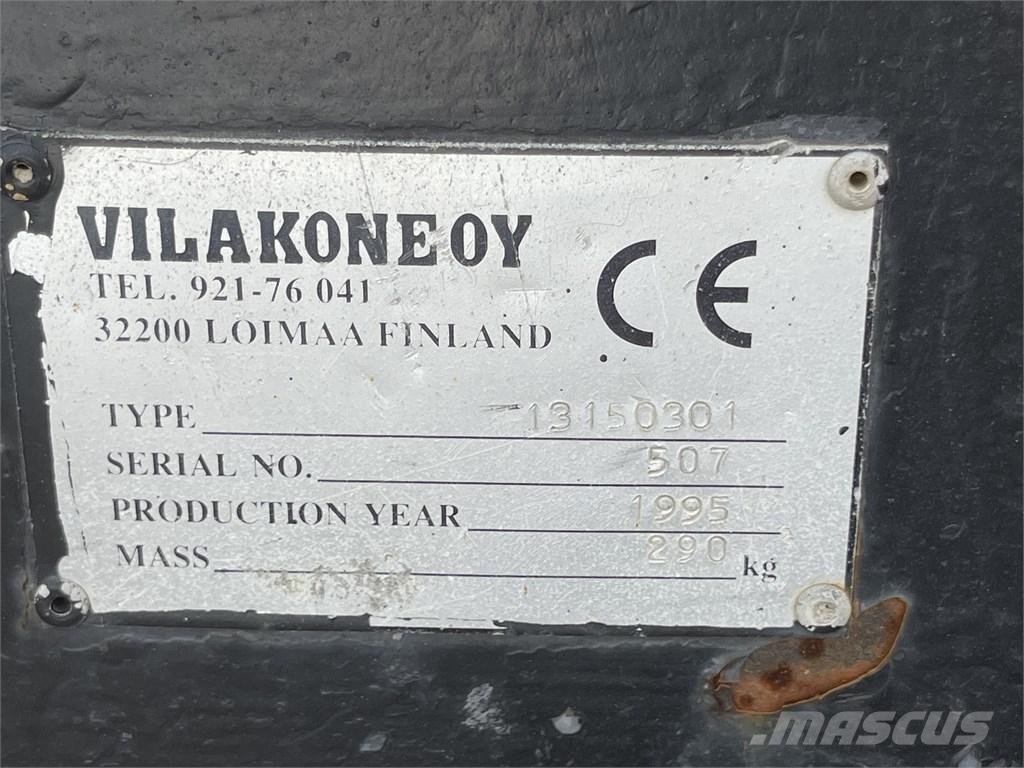 VILAKONE OY
TEL. 921-76 041
32200 LOIMAA FINLAND
CE
TYPE 13150301
SERIAL NO. 507
PRODUCTION YEAR 1995
MASS 290 kg
MASCUS